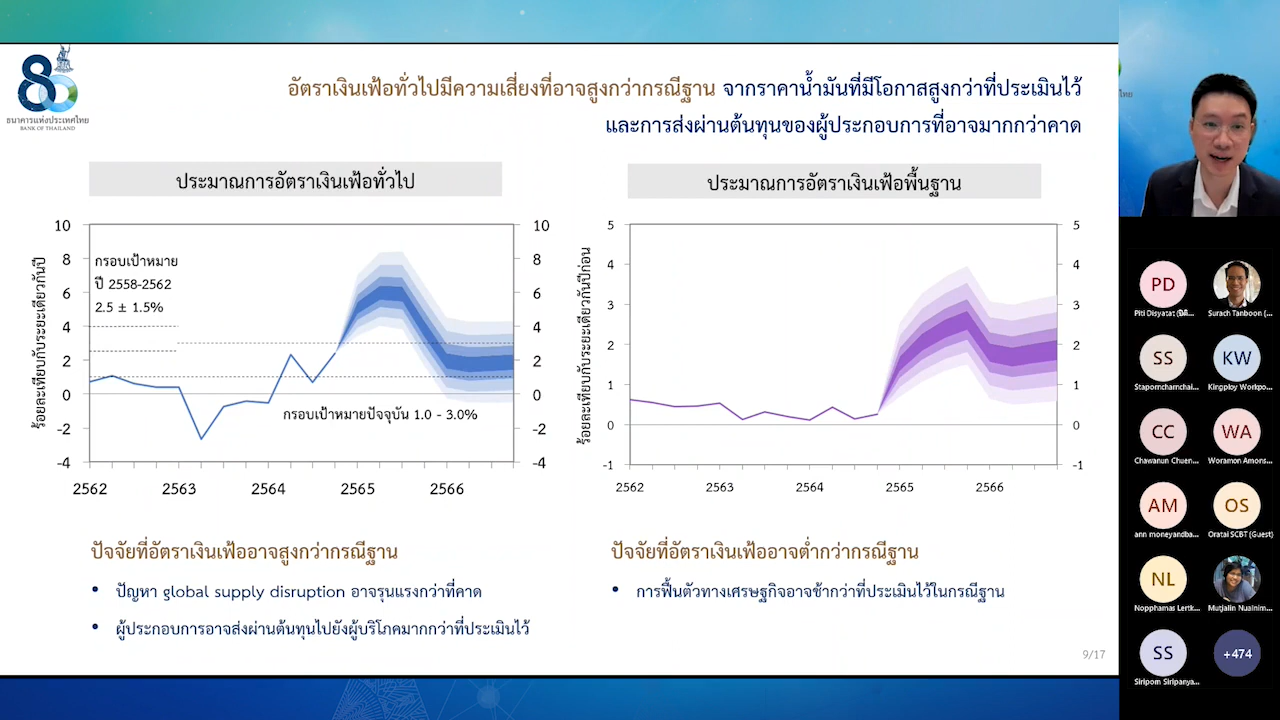 ธนาคารแห่งประเทศไทย
BANK OF THAILAND
อัตราเงินเฟ้อทั่วไปมีความเสี่ยงที่อาจสูงกว่ากรณีฐาน จากราคาน้ำมันที่มีโอกาสสูงกว่าที่ประเมินไว้
และการส่งผ่านต้นทุนของผู้ประกอบการที่อาจมากกว่าคาด
ประมาณการอัตราเงินเฟ้อทั่วไป
ร้อยละเทียบกับระยะเดียวกันปี
10
8
6
4
2
0
-2
-4
10
8
6
4
2
0
-2
-4
กรอบเป้าหมาย
ปี 2558-2562
2.5 ± 1.5%
กรอบเป้าหมายปัจจุบัน 1.0 - 3.0%
2562 2563 2564 2565 2566
ประมาณการอัตราเงินเฟ้อพื้นฐาน
ร้อยละเทียบกับระยะเดียวกันปีก่อน
5
4
3
2
1
0
-1
5
4
3
2
1
0
-1
2562 2563 2564 2565 2566
ปัจจัยที่อัตราเงินเฟ้ออาจสูงกว่ากรณีฐาน
• ปัญหา global supply disruption อาจรุนแรงกว่าที่คาด
• ผู้ประกอบการอาจส่งผ่านต้นทุนไปยังผู้บริโภคมากกว่าที่ประเมินไว้
ปัจจัยที่อัตราเงินเฟ้ออาจต่ำกว่ากรณีฐาน
• การฟื้นตัวทางเศรษฐกิจอาจช้ากว่าที่ประเมินไว้ในกรณีฐาน
9/17
PD
Piti Disyatat
Surach Tanboon (...
SS
Stapornchamchai...
KW
Kingploy Workpo...
CC
Chawanun Chuen...
WA
Woramon Amons...
AM
ann moneyandba...
OS
Oratai SCBT (Guest)
NL
Nopphamas Lertk...
Mutjalin Nualnim...
SS
Siriporn Siripanya...
+474